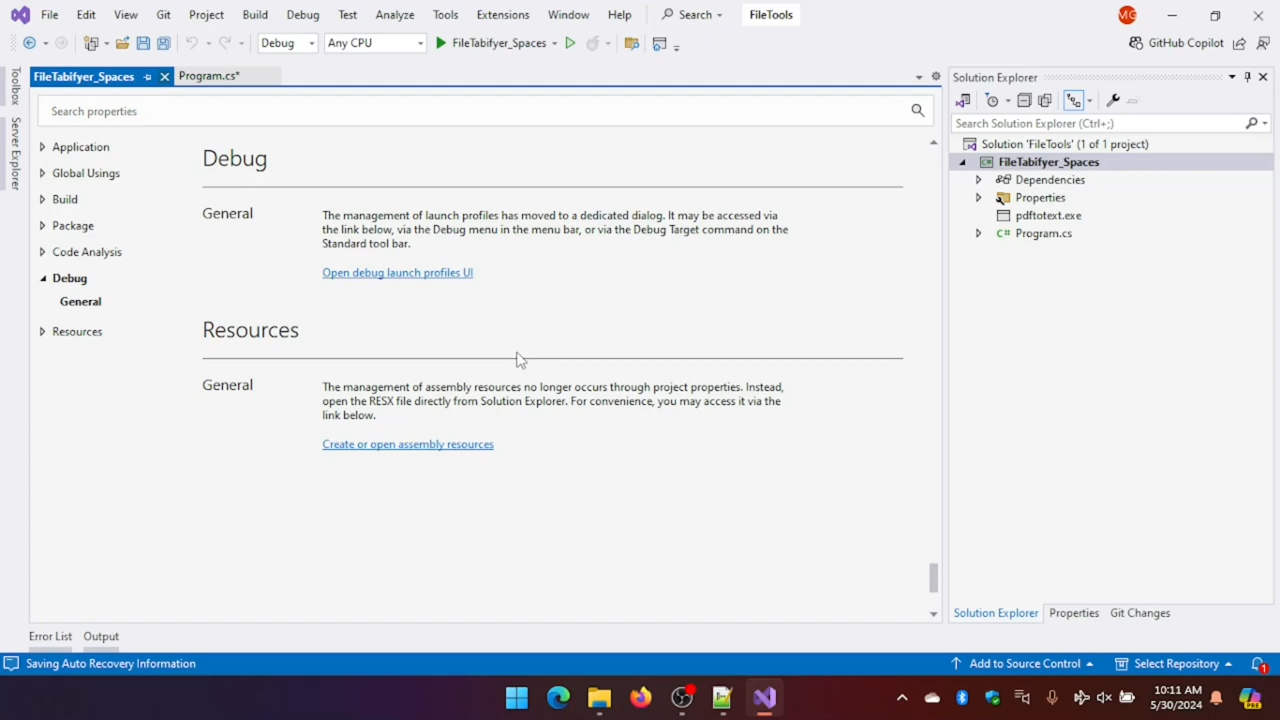 File Edit View Git Project Build Debug Test Analyze Tools Extensions Window Help Search FileTools MG
Debug Any CPU FileTabifyer_Spaces GitHub Copilot
FileTabifyer_Spaces Program.cs*
Toolbox
Server Explorer
Search properties
Application
Global Usings
Build
Package
Code Analysis
Debug
General
Resources
Debug
General
The management of launch profiles has moved to a dedicated dialog. It may be accessed via
the link below, via the Debug menu in the menu bar, or via the Debug Target command on the
Standard tool bar.
Open debug launch profiles UI
Resources
General
The management of assembly resources no longer occurs through project properties. Instead,
open the RESX file directly from Solution Explorer. For convenience, you may access it via the
link below.
Create or open assembly resources
Solution Explorer
Search Solution Explorer (Ctrl+;)
Solution 'FileTools' (1 of 1 project)
C# FileTabifyer_Spaces
Dependencies
Properties
pdftotext.exe
C# Program.cs
Solution Explorer Properties Git Changes
Error List Output
Saving Auto Recovery Information Add to Source Control Select Repository 1
10:11 AM
5/30/2024
PRE